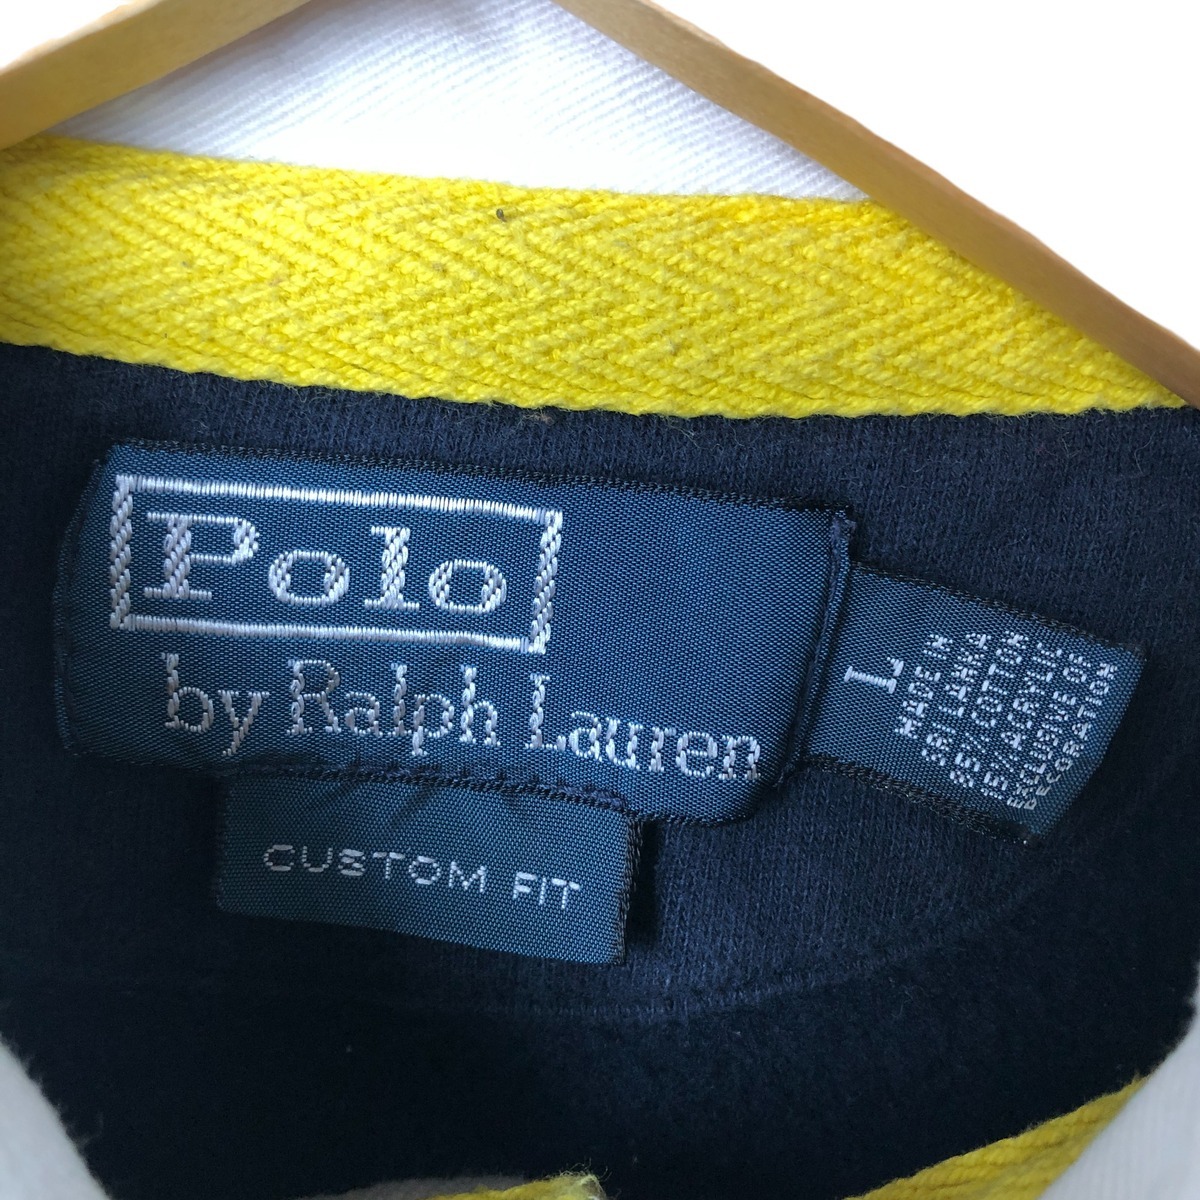 Polo
by Ralph Lauren
CUSTOM FIT
L
MADE IN
SRI LANKA
85% COTTON
15% ACRYLIC
EXCLUSIVE OF
DECORATION